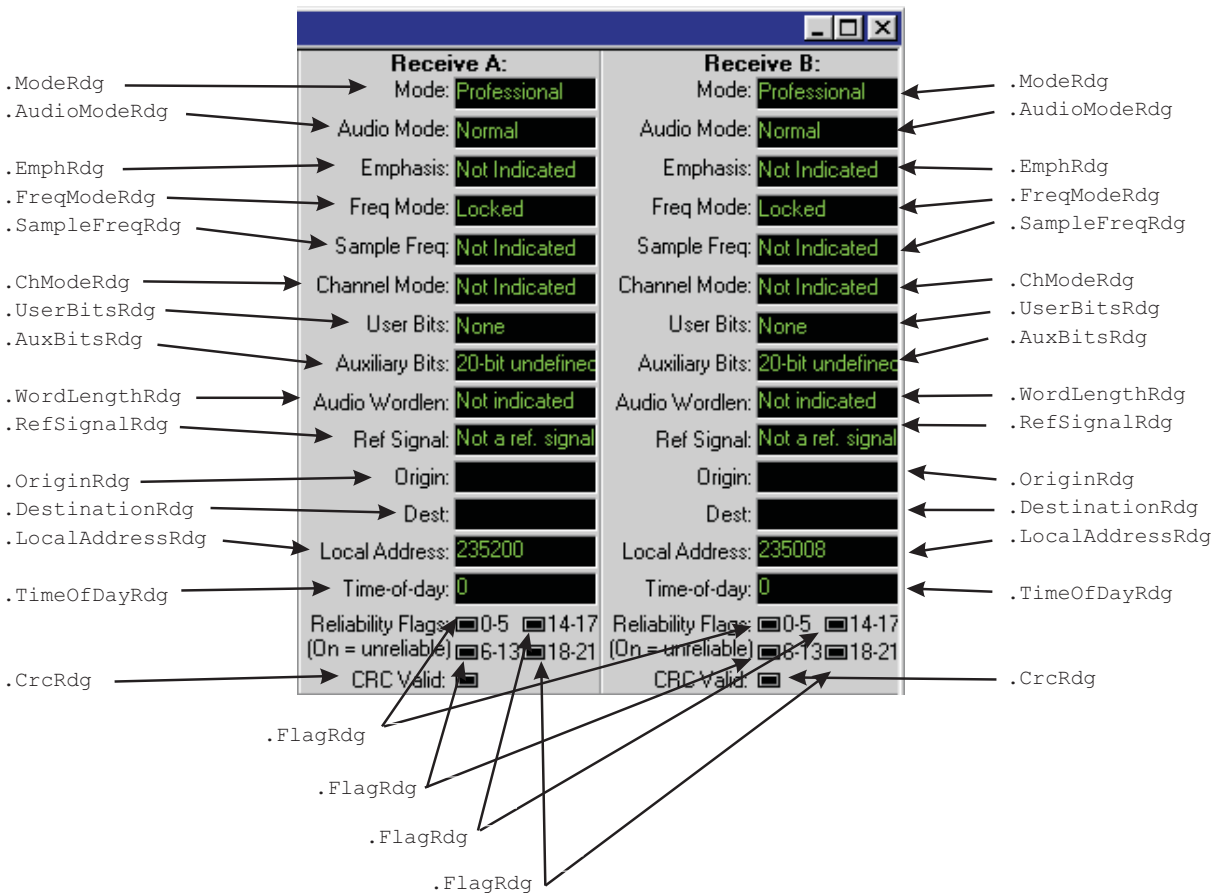 Receive A:
Receive B:
.ModeRdg
Mode: Professional
Mode: Professional
.ModeRdg
.AudioModeRdg
Audio Mode: Normal
Audio Mode: Normal
.AudioModeRdg
.EmphRdg
Emphasis: Not Indicated
Emphasis: Not Indicated
.EmphRdg
.FreqModeRdg
Freq Mode: Locked
Freq Mode: Locked
.FreqModeRdg
.SampleFreqRdg
Sample Freq: Not Indicated
Sample Freq: Not Indicated
.SampleFreqRdg
.ChModeRdg
Channel Mode: Not Indicated
Channel Mode: Not Indicated
.ChModeRdg
.UserBitsRdg
User Bits: None
User Bits: None
.UserBitsRdg
.AuxBitsRdg
Auxiliary Bits: 20-bit undefined
Auxiliary Bits: 20-bit undefined
.AuxBitsRdg
.WordLengthRdg
Audio Wordlen: Not indicated
Audio Wordlen: Not indicated
.WordLengthRdg
.RefSignalRdg
Ref Signal: Not a ref. signal
Ref Signal: Not a ref. signal
.RefSignalRdg
.OriginRdg
Origin:
Origin:
.OriginRdg
.DestinationRdg
Dest:
Dest:
.DestinationRdg
.LocalAddressRdg
Local Address: 235200
Local Address: 235008
.LocalAddressRdg
.TimeOfDayRdg
Time-of-day: 0
Time-of-day: 0
.TimeOfDayRdg
Reliability Flags: 0-5 14-17
Reliability Flags: 0-5 14-17
(On = unreliable) 6-13 18-21
(On = unreliable) 6-13 18-21
.CrcRdg
CRC Valid:
CRC Valid:
.CrcRdg
.FlagRdg
.FlagRdg
.FlagRdg
.FlagRdg